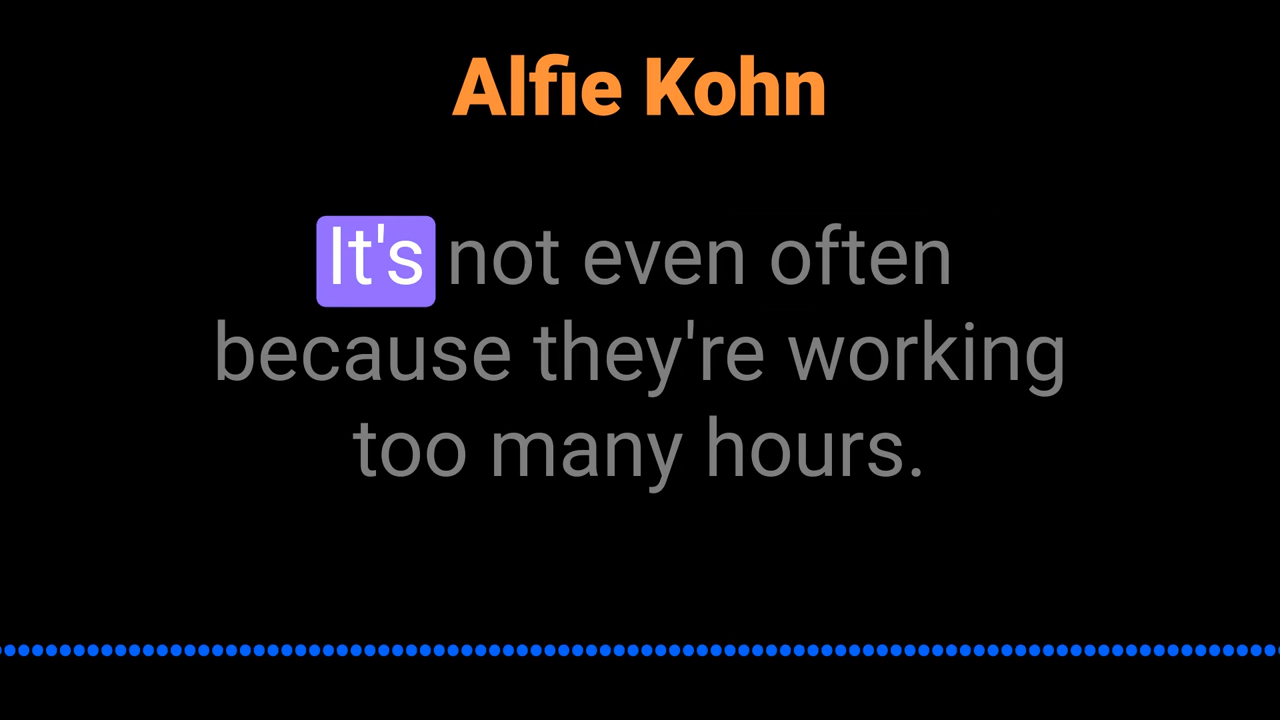 Alfie Kohn
It's not even often
because they're working
too many hours.